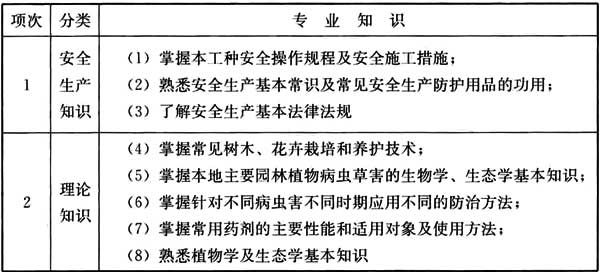 项次 分类 专业知识
1 安全生产知识
（1）掌握本工种安全操作规程及安全施工措施；
（2）熟悉安全生产基本常识及常见安全生产防护用品的功用；
（3）了解安全生产基本法律法规
2 理论知识
（4）掌握常见树木、花卉栽培和养护技术；
（5）掌握本地主要园林植物病虫草害的生物学、生态学基本知识；
（6）掌握针对不同病虫害不同时期应用不同的防治方法；
（7）掌握常用药剂的主要性能和适用对象及使用方法；
（8）熟悉植物学及生态学基本知识